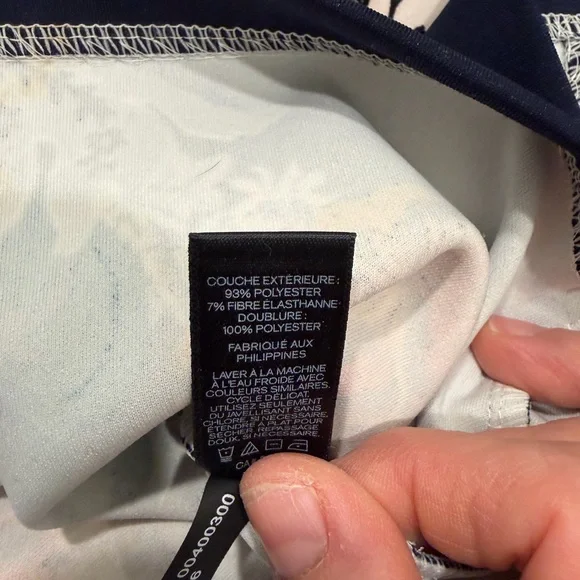 COUCHE EXTÉRIEURE :
93% POLYESTER
7% FIBRE ÉLASTHANNE
DOUBLURE :
100% POLYESTER
FABRIQUÉ AUX
PHILIPPINES
LAVER À LA MACHINE
À L'EAU FROIDE AVEC
COULEURS SIMILAIRES.
CYCLE DÉLICAT.
UTILISEZ SEULEMENT
DU JAVELLISANT SANS
CHLORE, SI NÉCESSAIRE.
ÉTENDRE À PLAT POUR
SÉCHER. REPASSAGE
DOUX, SI NÉCESSAIRE.
00400300